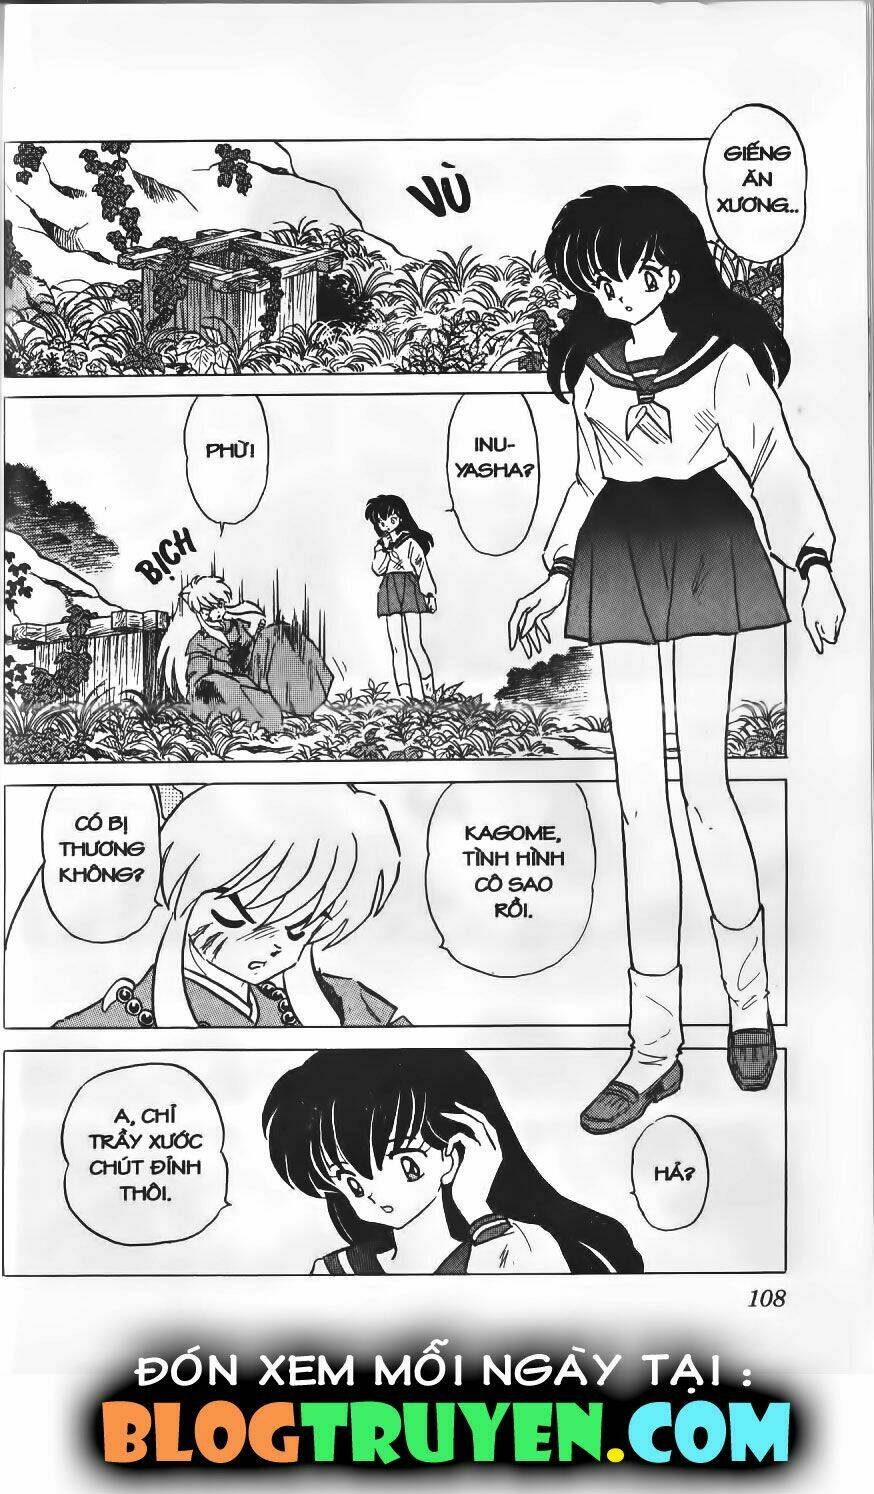 GIẾNG
ĂN
XƯƠNG...
VÙ
INU-
YASHA?
PHỪ!
BỊCH
KAGOME,
TÌNH HÌNH
CÔ SAO
RỒI.
CÓ BỊ
THƯƠNG
KHÔNG?
HẢ?
A, CHỈ
TRẦY XƯỚC
CHÚT ĐỈNH
THÔI.
108
ĐÓN XEM MỖI NGÀY TẠI :
BLOGTRUYEN.COM